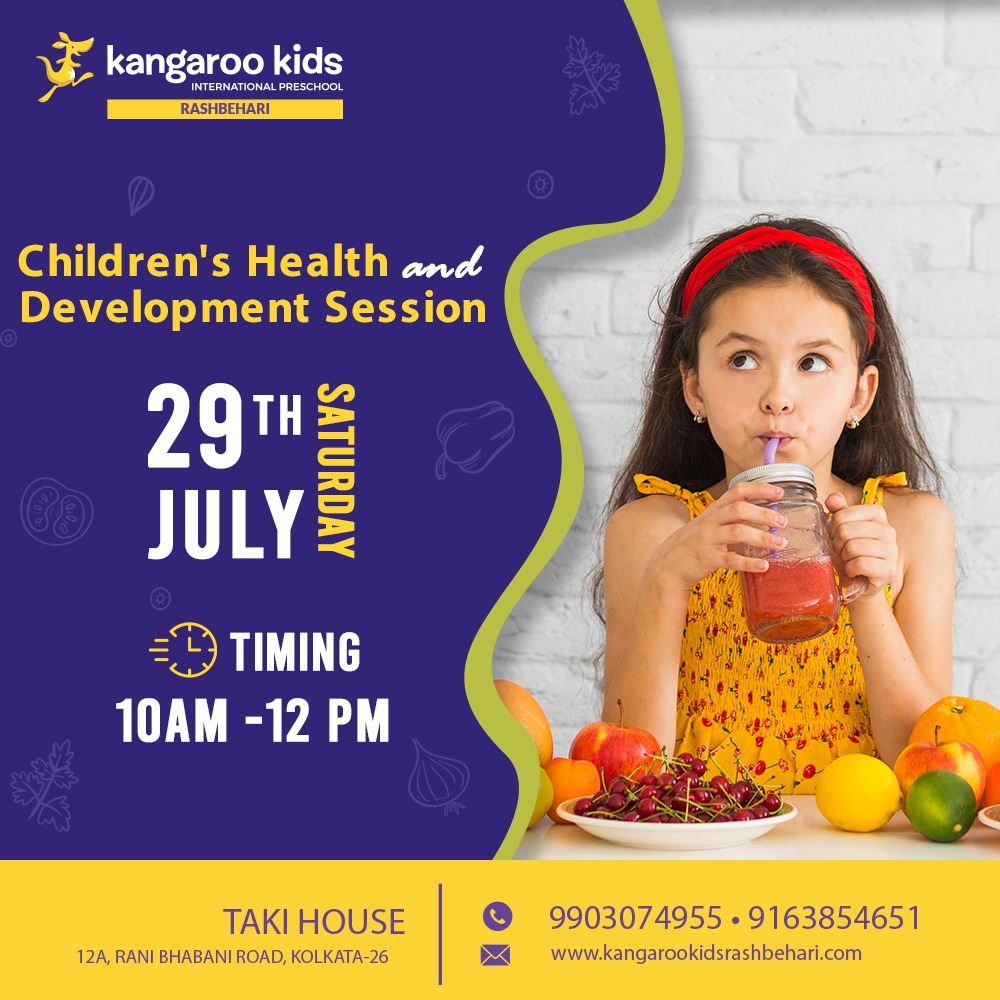 kangaroo kids
INTERNATIONAL PRESCHOOL
RASHBEHARI
Children's Health and
Development Session
29TH
JULY
SATURDAY
TIMING
10AM -12 PM
TAKI HOUSE
12A, RANI BHABANI ROAD, KOLKATA-26
9903074955 • 9163854651
www.kangarookidsrashbehari.com